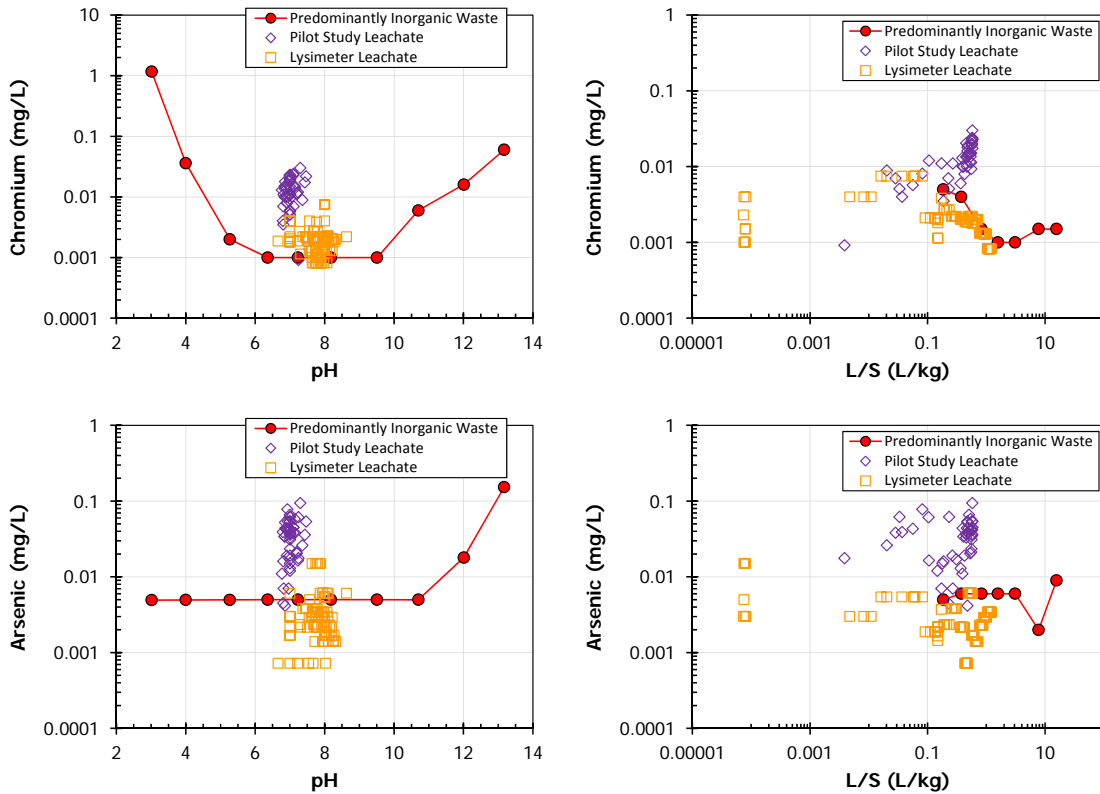 Chromium (mg/L)
10
1
0.1
0.01
0.001
0.0001
2 4 6 8 10 12 14
pH
Predominantly Inorganic Waste
Pilot Study Leachate
Lysimeter Leachate
Chromium (mg/L)
1
0.1
0.01
0.001
0.0001
0.00001 0.001 0.1 10
L/S (L/kg)
Predominantly Inorganic Waste
Pilot Study Leachate
Lysimeter Leachate
Arsenic (mg/L)
1
0.1
0.01
0.001
0.0001
2 4 6 8 10 12 14
pH
Predominantly Inorganic Waste
Pilot Study Leachate
Lysimeter Leachate
Arsenic (mg/L)
1
0.1
0.01
0.001
0.0001
0.00001 0.001 0.1 10
L/S (L/kg)
Predominantly Inorganic Waste
Pilot Study Leachate
Lysimeter Leachate